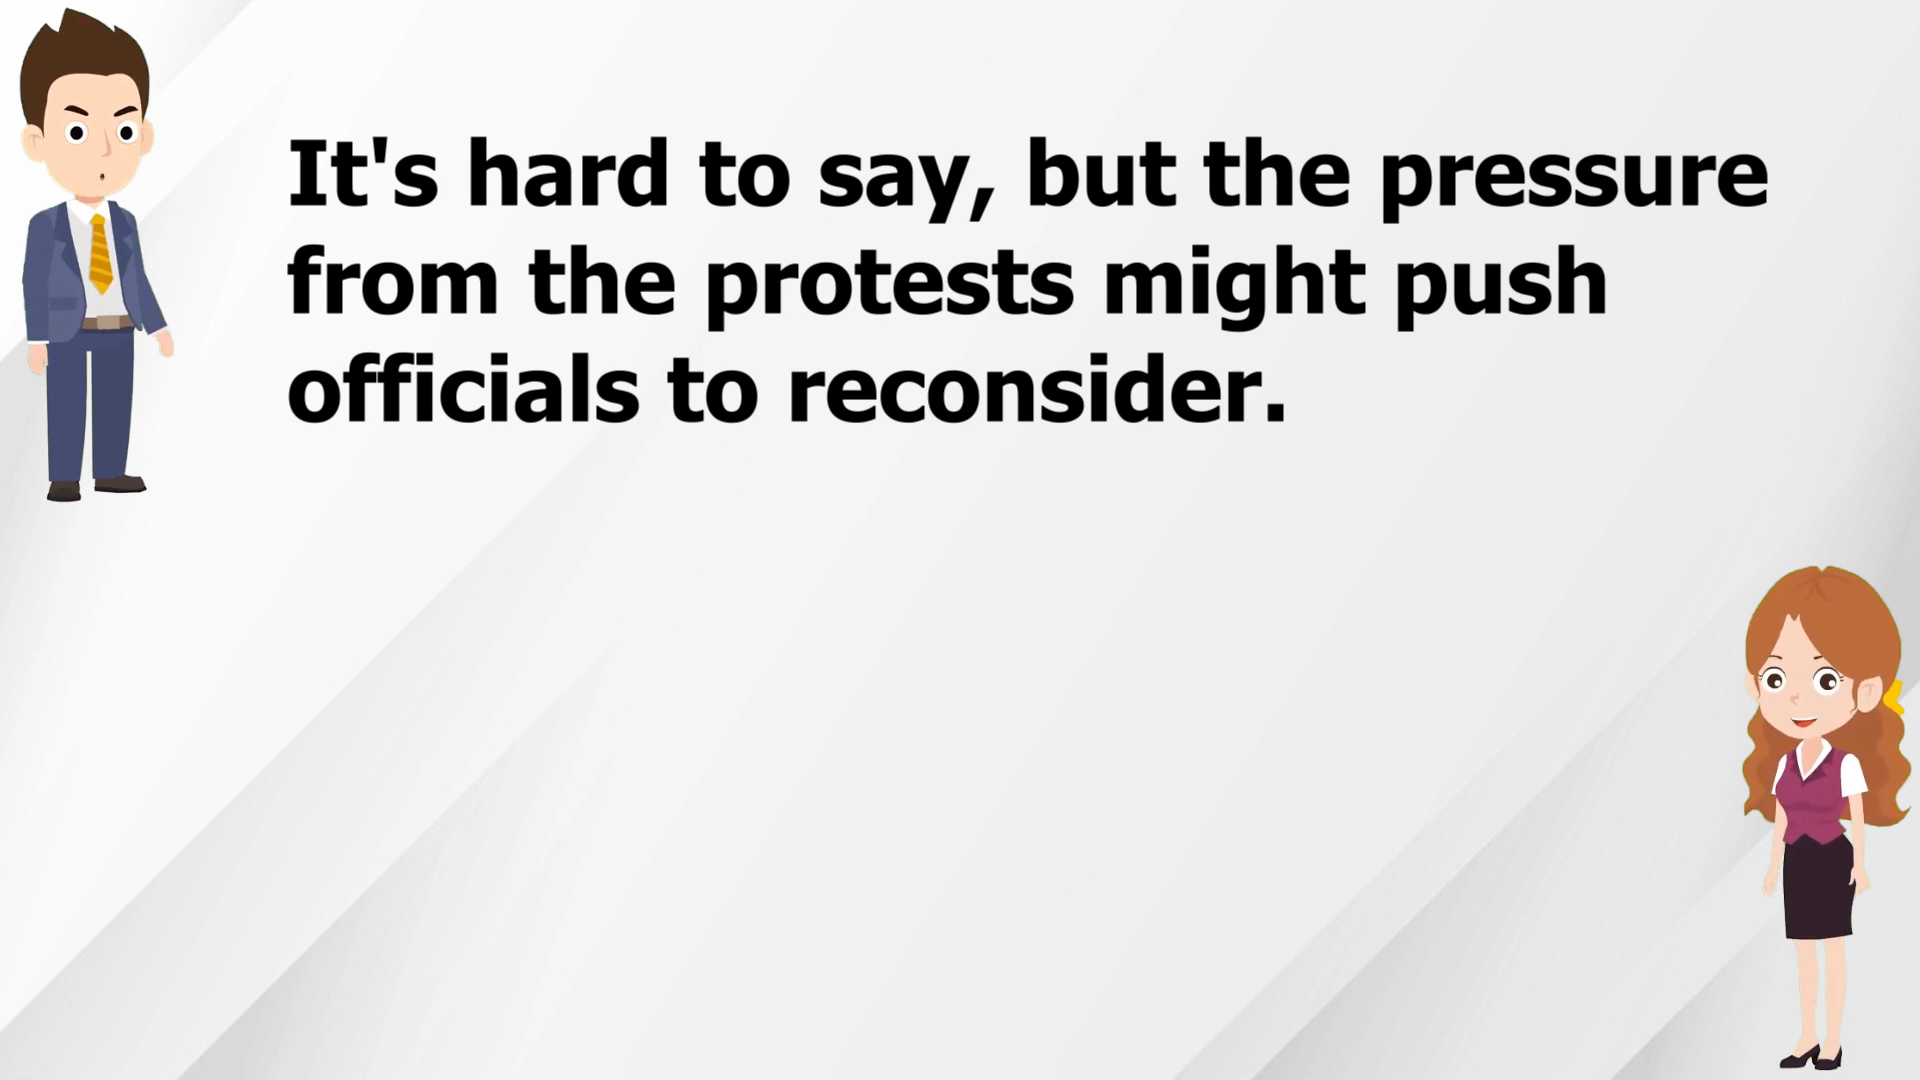 It's hard to say, but the pressure
from the protests might push
officials to reconsider.